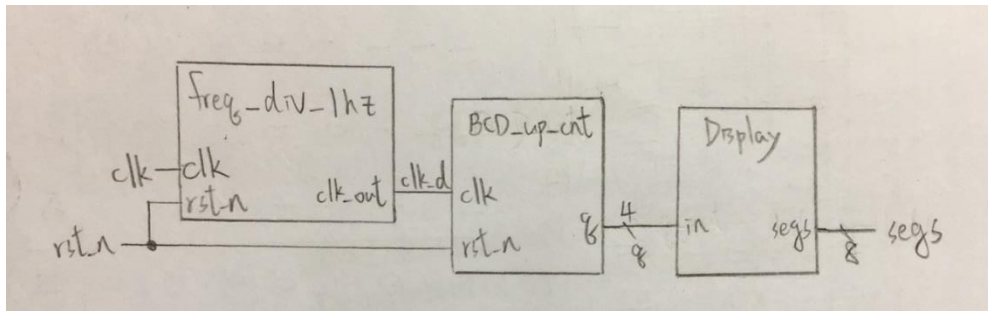 freq_div_1hz
clk
clk
rst_n
clk_out
rst_n
clk_d
BCD_up_cnt
clk
rst_n
q
4
q
Display
in
segs
8
segs